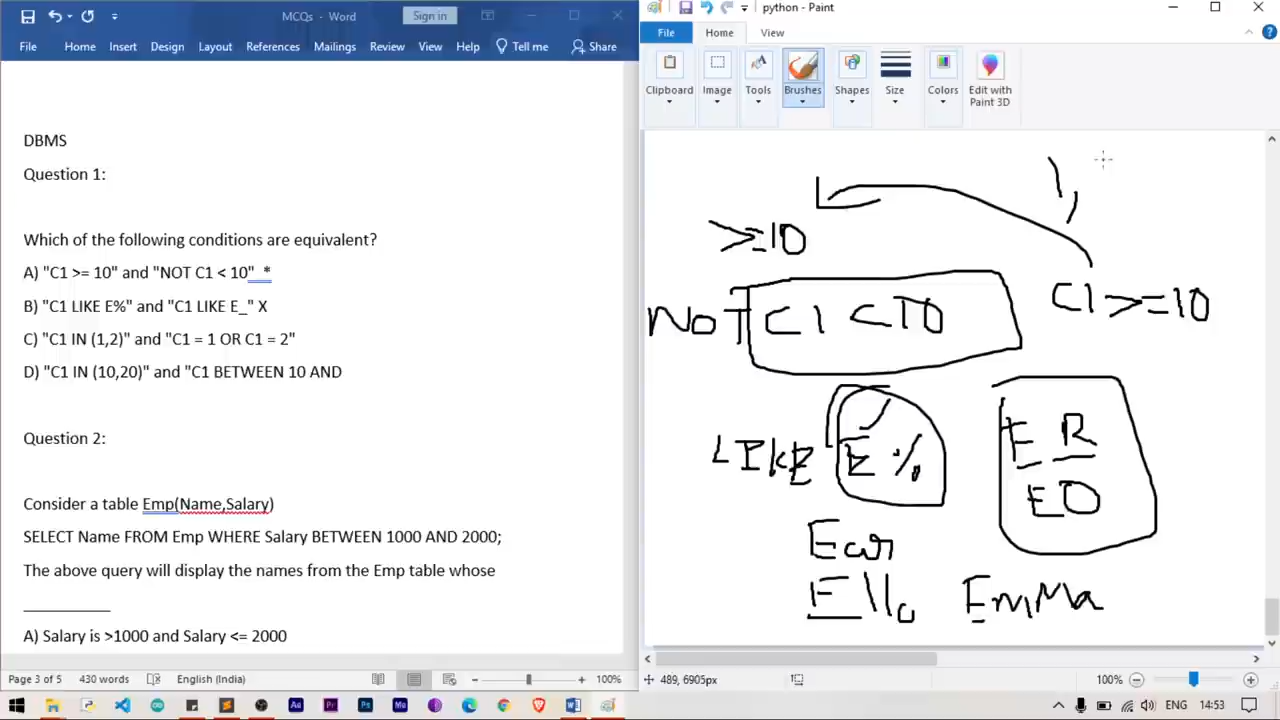 MCQs - Word
Sign in
File Home Insert Design Layout References Mailings Review View Help Tell me Share
DBMS
Question 1:
Which of the following conditions are equivalent?
A) "C1 >= 10" and "NOT C1 < 10" *
B) "C1 LIKE E%" and "C1 LIKE E_" X
C) "C1 IN (1,2)" and "C1 = 1 OR C1 = 2"
D) "C1 IN (10,20)" and "C1 BETWEEN 10 AND
Question 2:
Consider a table Emp(Name,Salary)
SELECT Name FROM Emp WHERE Salary BETWEEN 1000 AND 2000;
The above query will display the names from the Emp table whose
__________
A) Salary is >1000 and Salary <= 2000
Page 3 of 5 430 words English (India) 100%
python - Paint
File Home View
Clipboard Image Tools Brushes Shapes Size Colors Edit with
Paint 3D
>=10
NOT C1 < 10 C1 >=10
LIKE E % E R
EO
Ear
Ello Emma
489, 6905px 100%
ENG 14:53